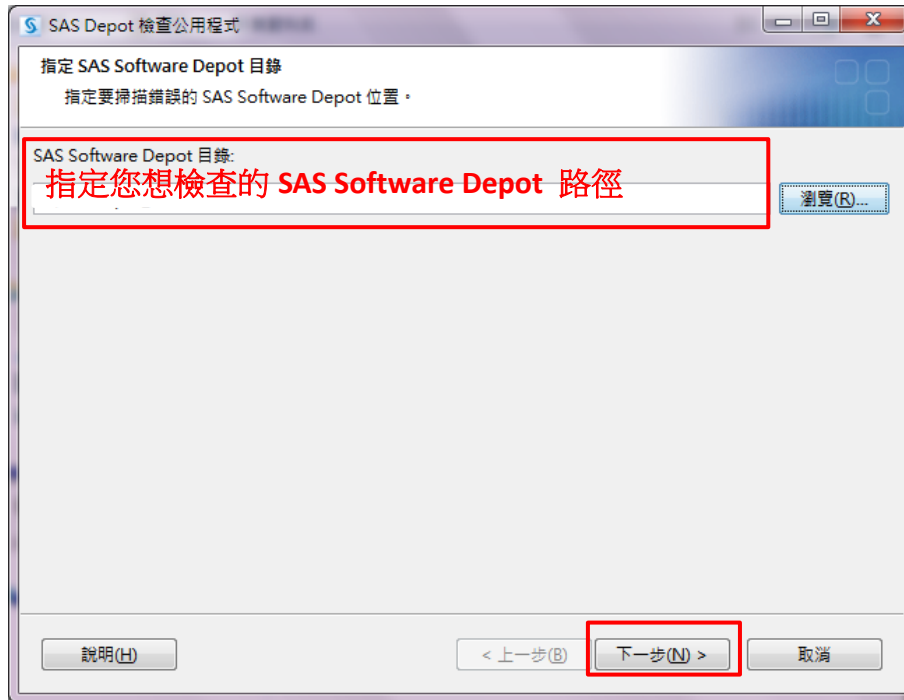 SAS Depot 檢查公用程式
指定 SAS Software Depot 目錄
指定要掃描錯誤的 SAS Software Depot 位置。
SAS Software Depot 目錄:
指定您想檢查的 SAS Software Depot 路徑
瀏覽(R)...
說明(H)
< 上一步(B)
下一步(N) >
取消